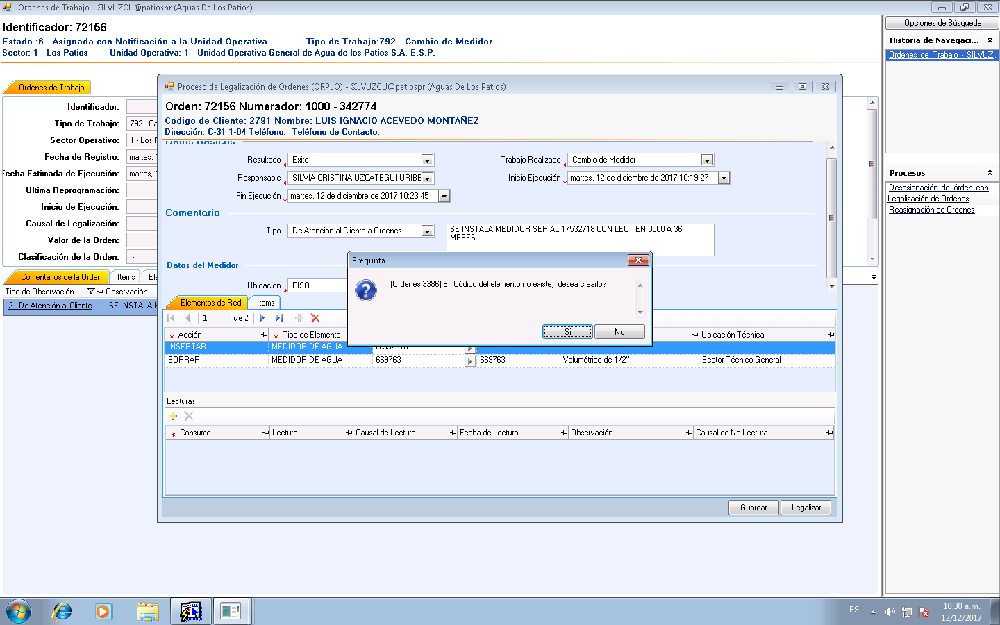 Ordenes de Trabajo - SILVUZCU@patiospr (Aguas De Los Patios)
Identificador: 72156
Estado :6 - Asignada con Notificación a la Unidad Operativa Tipo de Trabajo:792 - Cambio de Medidor
Sector: 1 - Los Patios Unidad Operativa: 1 - Unidad Operativa General de Agua de los Patios S.A. E.S.P.
Opciones de Búsqueda
Historia de Navegaci...
Ordenes de Trabajo - SILVUZ...
Procesos
Desasignación de órden con...
Legalización de Ordenes
Reasignación de Ordenes
Ordenes de Trabajo
Identificador:
Tipo de Trabajo: 792 - Ca
Sector Operativo: 1 - Los F
Fecha de Registro: martes, 1
echa Estimada de Ejecución: martes, 1
Ultima Reprogramación:
Inicio de Ejecución:
Causal de Legalización: -
Valor de la Orden:
Clasificación de la Orden: -
Comentarios de la Orden Items Ele
Tipo de Observación Observación
2 - De Atención al Cliente SE INSTALA M
Proceso de Legalización de Ordenes (ORPLO) - SILVUZCU@patiospr (Aguas De Los Patios)
Orden: 72156 Numerador: 1000 - 342774
Codigo de Cliente: 2791 Nombre: LUIS IGNACIO ACEVEDO MONTAÑEZ
Dirección: C-31 1-04 Teléfono: Teléfono de Contacto:
Datos Básicos
Resultado * Exito Trabajo Realizado * Cambio de Medidor
Responsable * SILVIA CRISTINA UZCATEGUI URIBE Inicio Ejecución * martes, 12 de diciembre de 2017 10:19:27
Fin Ejecución * martes, 12 de diciembre de 2017 10:23:45
Comentario
Tipo De Atención al Cliente a Órdenes SE INSTALA MEDIDOR SERIAL 17532718 CON LECT EN 0000 A 36
MESES
Datos del Medidor
Ubicacion PISO
Pregunta
[Ordenes 3386] El Código del elemento no existe, desea crearlo?
Si No
Elementos de Red Items
1 de 2
* Acción * Tipo de Elemento Ubicación Técnica
INSERTAR MEDIDOR DE AGUA 17532718
BORRAR MEDIDOR DE AGUA 669763 669763 Volumétrico de 1/2" Sector Técnico General
Lecturas
* Consumo Lectura Causal de Lectura Fecha de Lectura Observación Causal de No Lectura
Guardar Legalizar
ES
10:30 a.m.
12/12/2017